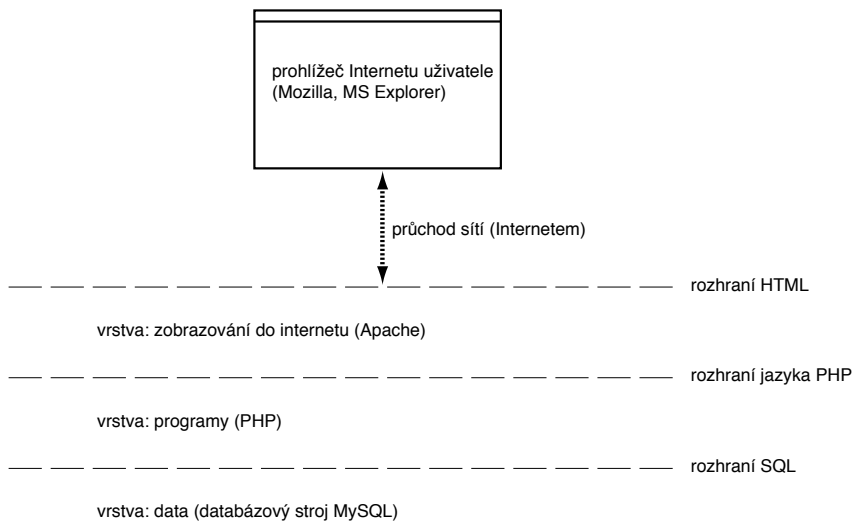 prohlížeč Internetu uživatele
(Mozilla, MS Explorer)
průchod sítí (Internetem)
rozhraní HTML
vrstva: zobrazování do internetu (Apache)
rozhraní jazyka PHP
vrstva: programy (PHP)
rozhraní SQL
vrstva: data (databázový stroj MySQL)